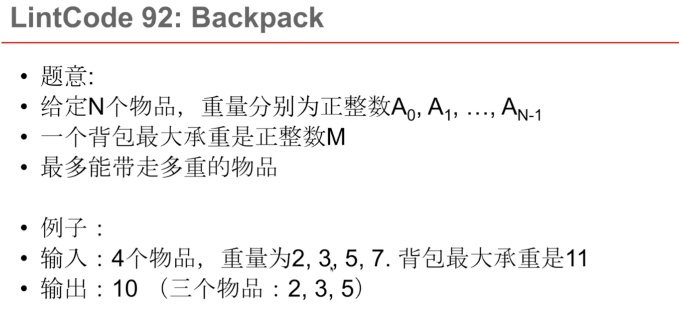 LintCode 92: Backpack
• 题意:
• 给定N个物品，重量分别为正整数A₀, A₁, …, A_N-1
• 一个背包最大承重是正整数M
• 最多能带走多重的物品
• 例子：
• 输入：4个物品，重量为2, 3, 5, 7. 背包最大承重是11
• 输出：10 （三个物品：2, 3, 5）